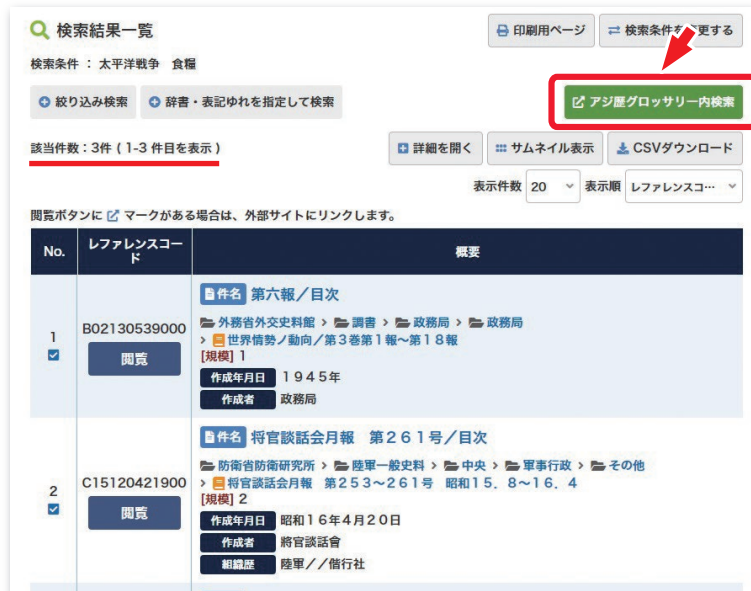 検索結果一覧
印刷用ページ
検索条件を変更する
検索条件 ： 太平洋戦争　食糧
絞り込み検索
辞書・表記ゆれを指定して検索
アジ歴グロッサリー内検索
該当件数：3件 ( 1-3 件目を表示 )
詳細を開く
サムネイル表示
CSVダウンロード
表示件数 20 表示順 レファレンスコ…
閲覧ボタンに マークがある場合は、外部サイトにリンクします。
No.
レファレンスコー
ド
概要
1
B02130539000
閲覧
件名 第六報／目次
外務省外交史料館 > 調書 > 政務局 > 政務局
> 世界情勢ノ動向／第３巻第１報～第１８報
[規模] 1
作成年月日 １９４５年
作成者 政務局
2
C15120421900
閲覧
件名 将官談話会月報　第２６１号／目次
防衛省防衛研究所 > 陸軍一般史料 > 中央 > 軍事行政 > その他
> 将官談話会月報　第２５３～２６１号　昭和１５．８～１６．４
[規模] 2
作成年月日 昭和１６年４月２０日
作成者 將官談話會
組織歴 陸軍／／偕行社